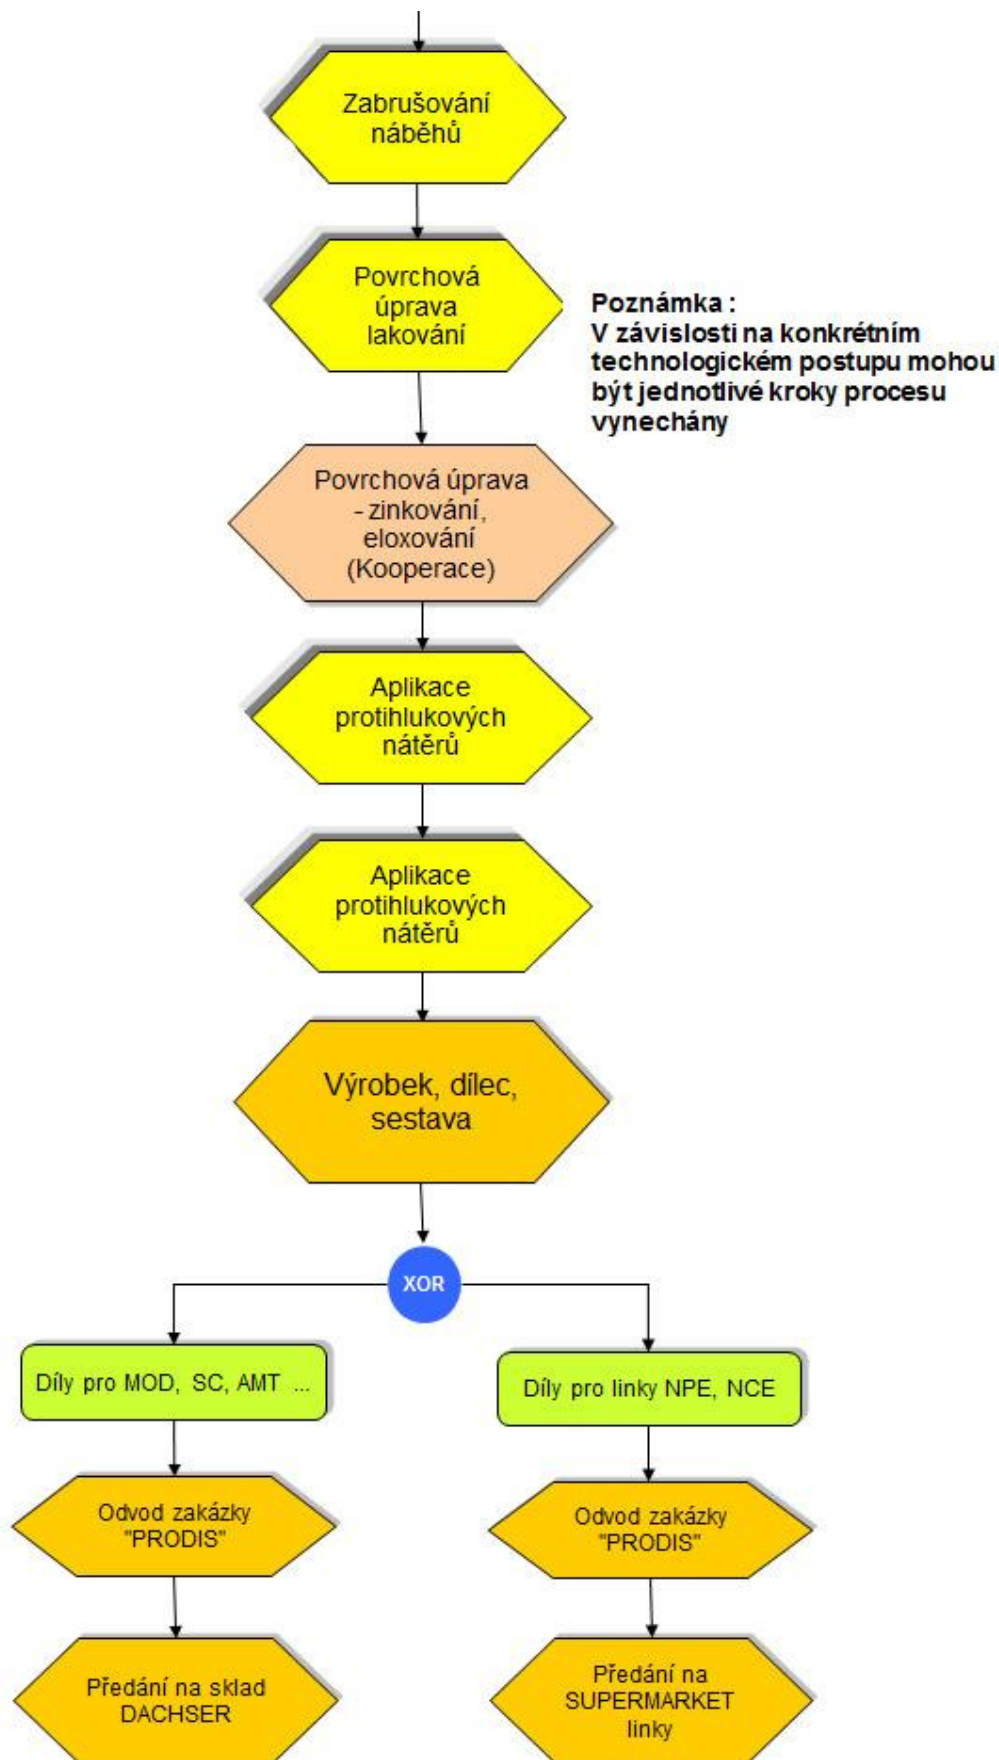 Zabrušování
náběhů
Povrchová
úprava
lakování
Poznámka :
V závislosti na konkrétním
technologickém postupu mohou
být jednotlivé kroky procesu
vynechány
Povrchová úprava
- zinkování,
eloxování
(Kooperace)
Aplikace
protihlukových
nátěrů
Aplikace
protihlukových
nátěrů
Výrobek, dílec,
sestava
XOR
Díly pro MOD, SC, AMT ...
Díly pro linky NPE, NCE
Odvod zakázky
"PRODIS"
Odvod zakázky
"PRODIS"
Předání na sklad
DACHSER
Předání na
SUPERMARKET
linky